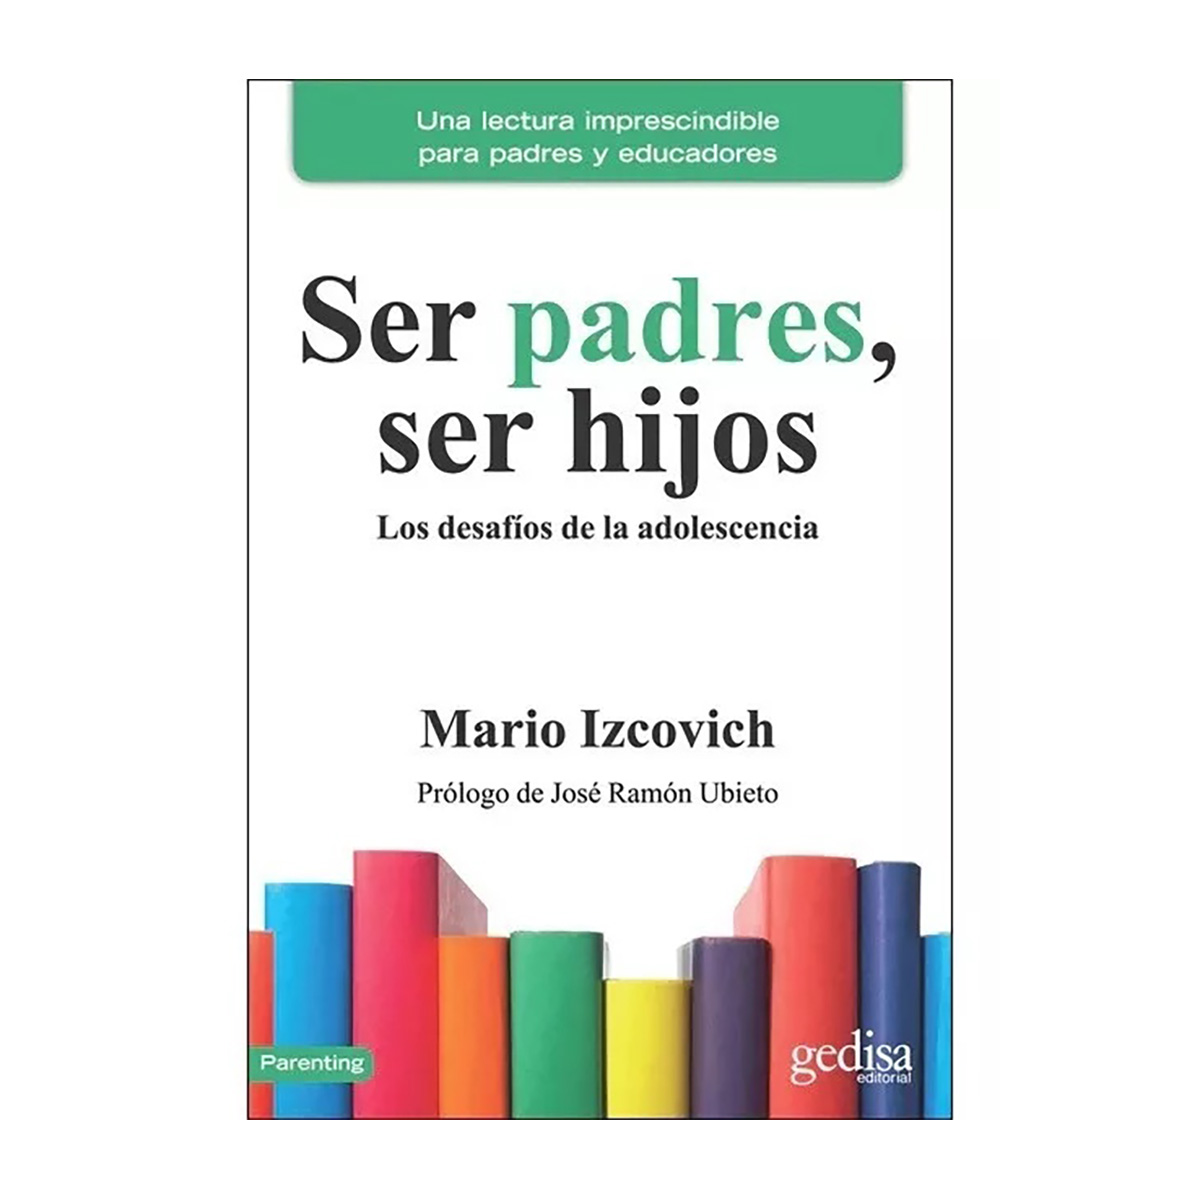 Una lectura imprescindible
para padres y educadores
Ser padres,
ser hijos
Los desafíos de la adolescencia
Mario Izcovich
Prólogo de José Ramón Ubieto
Parenting
gedisa
editorial